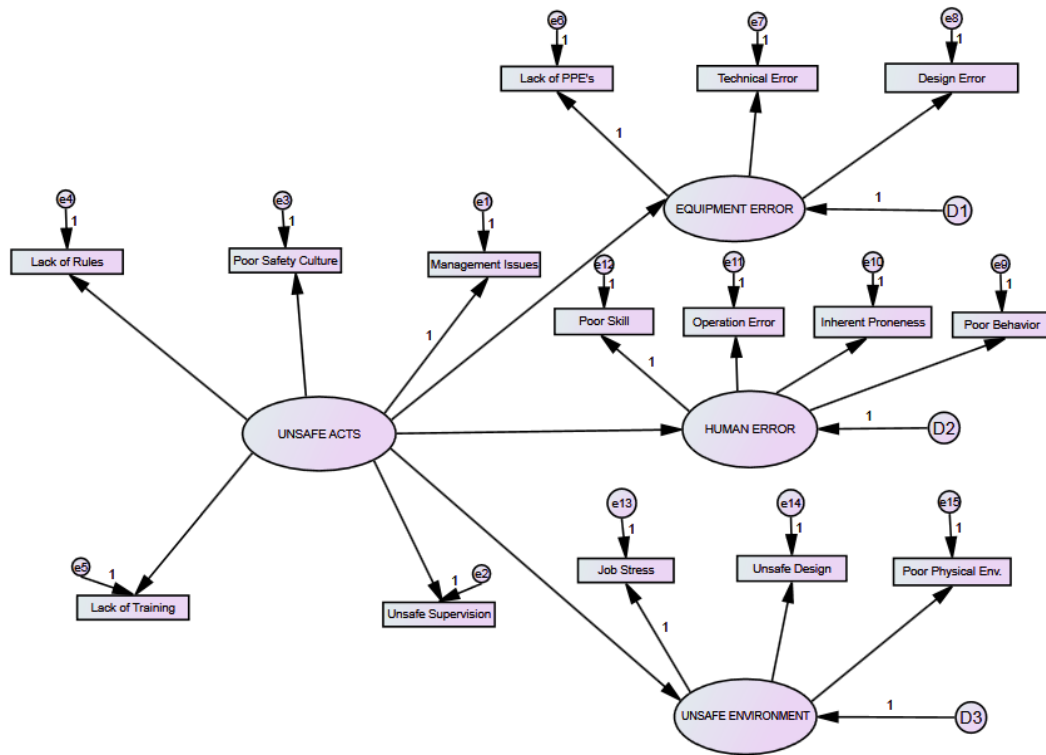 e6
1
Lack of PPE's
e7
1
Technical Error
e8
1
Design Error
1
EQUIPMENT ERROR
1
D1
e4
1
Lack of Rules
e3
1
Poor Safety Culture
e1
1
Management Issues
1
e12
1
Poor Skill
e11
1
Operation Error
e10
1
Inherent Proneness
e9
1
Poor Behavior
1
UNSAFE ACTS
HUMAN ERROR
1
D2
e5
1
Lack of Training
e2
1
Unsafe Supervision
e13
1
Job Stress
e14
1
Unsafe Design
e15
1
Poor Physical Env.
1
UNSAFE ENVIRONMENT
1
D3